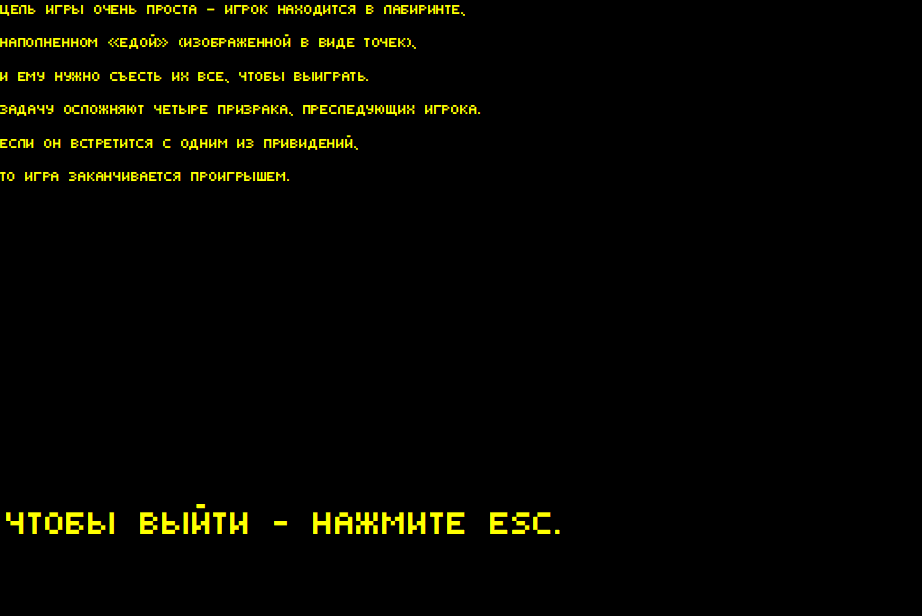 ЦЕЛЬ ИГРЫ ОЧЕНЬ ПРОСТА - ИГРОК НАХОДИТСЯ В ЛАБИРИНТЕ,
НАПОЛНЕННОМ «ЕДОЙ» (ИЗОБРАЖЕННОЙ В ВИДЕ ТОЧЕК),
И ЕМУ НУЖНО СЪЕСТЬ ИХ ВСЕ, ЧТОБЫ ВЫИГРАТЬ.
ЗАДАЧУ ОСЛОЖНЯЮТ ЧЕТЫРЕ ПРИЗРАКА, ПРЕСЛЕДУЮЩИХ ИГРОКА.
ЕСЛИ ОН ВСТРЕТИТСЯ С ОДНИМ ИЗ ПРИВИДЕНИЙ,
ТО ИГРА ЗАКАНЧИВАЕТСЯ ПРОИГРЫШЕМ.
ЧТОБЫ ВЫЙТИ - НАЖМИТЕ ESC.